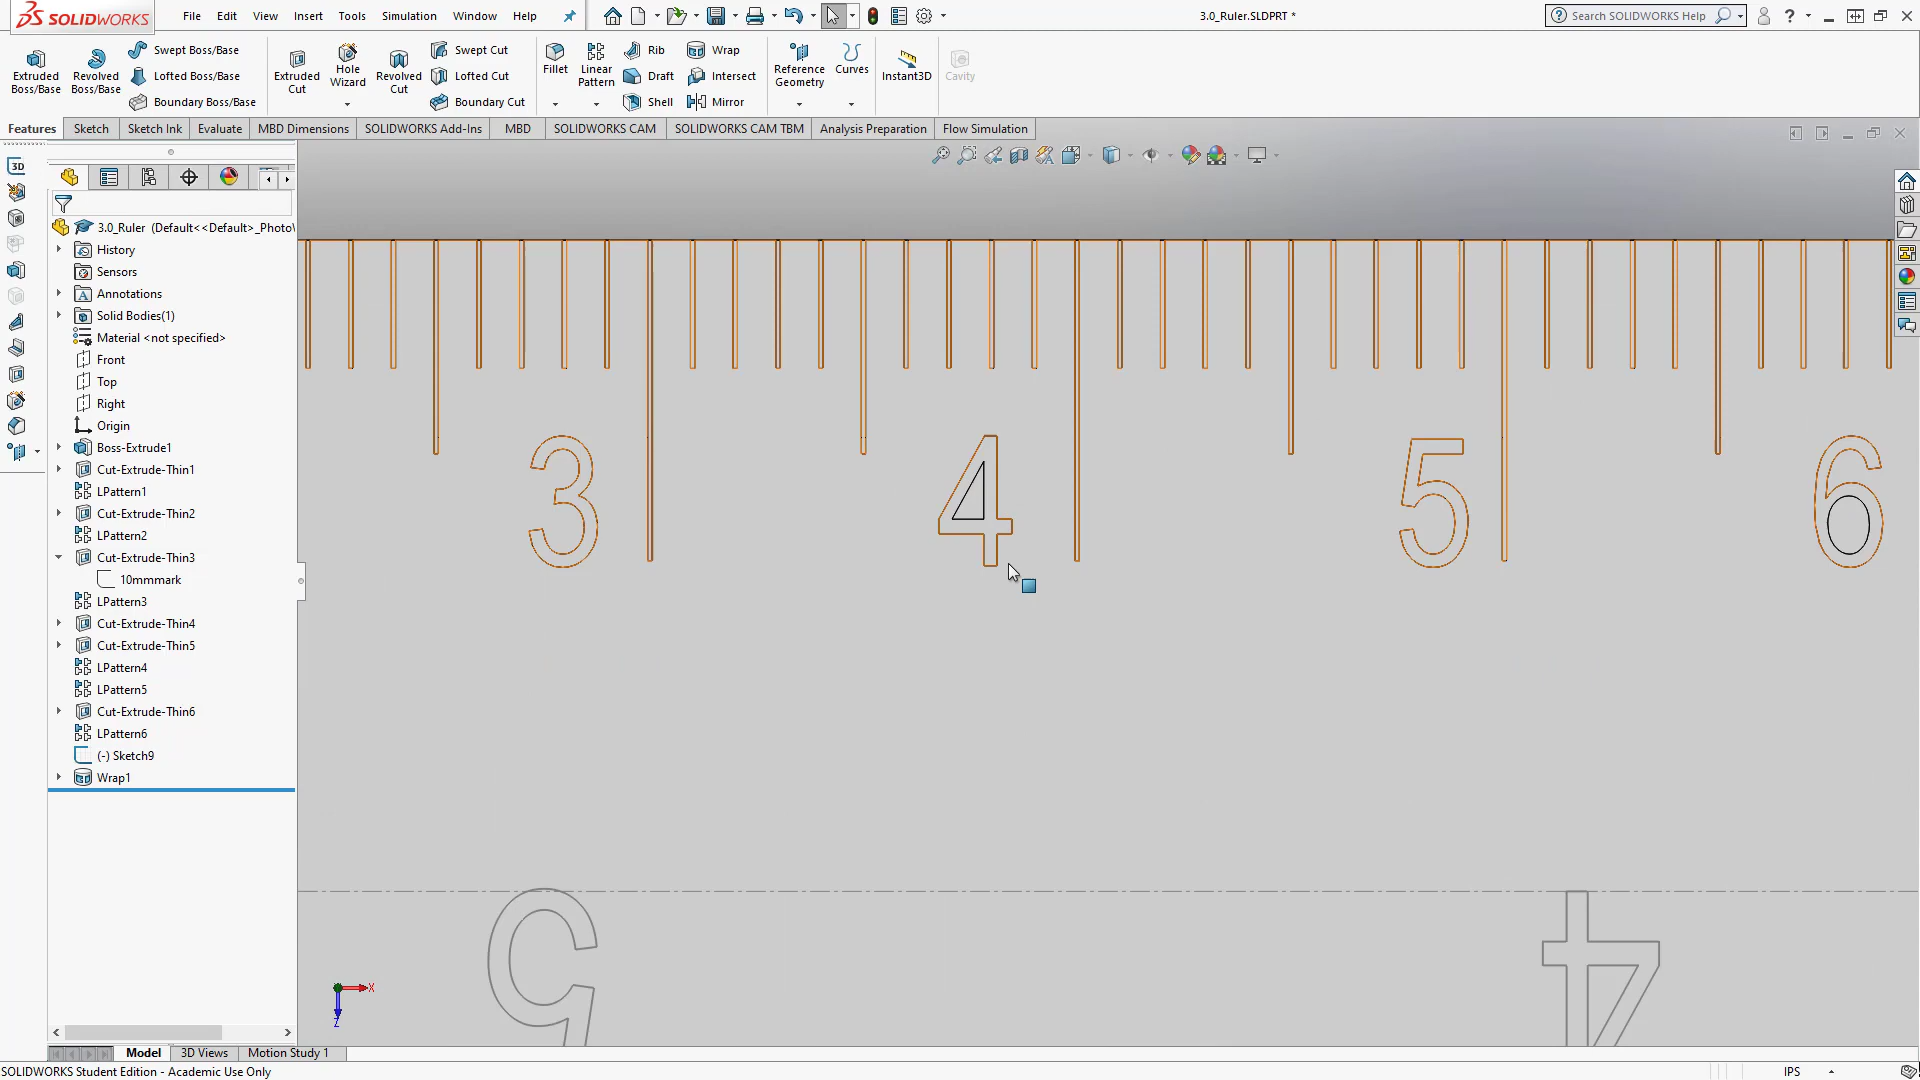 SOLIDWORKS
File Edit View Insert Tools Simulation Window Help
3.0_Ruler.SLDPRT *
Search SOLIDWORKS Help
Extruded Boss/Base
Revolved Boss/Base
Swept Boss/Base
Lofted Boss/Base
Boundary Boss/Base
Extruded Cut
Hole Wizard
Revolved Cut
Swept Cut
Lofted Cut
Boundary Cut
Fillet
Linear Pattern
Rib
Draft
Shell
Wrap
Intersect
Mirror
Reference Geometry
Curves
Instant3D
Cavity
Features Sketch Sketch Ink Evaluate MBD Dimensions SOLIDWORKS Add-Ins MBD SOLIDWORKS CAM SOLIDWORKS CAM TBM Analysis Preparation Flow Simulation
3D
3.0_Ruler (Default<<Default>_Photo
History
Sensors
Annotations
Solid Bodies(1)
Material <not specified>
Front
Top
Right
Origin
Boss-Extrude1
Cut-Extrude-Thin1
LPattern1
Cut-Extrude-Thin2
LPattern2
Cut-Extrude-Thin3
10mmmark
LPattern3
Cut-Extrude-Thin4
Cut-Extrude-Thin5
LPattern4
LPattern5
Cut-Extrude-Thin6
LPattern6
(-) Sketch9
Wrap1
3 4 5 6
5 4
X
Z
Model 3D Views Motion Study 1
SOLIDWORKS Student Edition - Academic Use Only
IPS